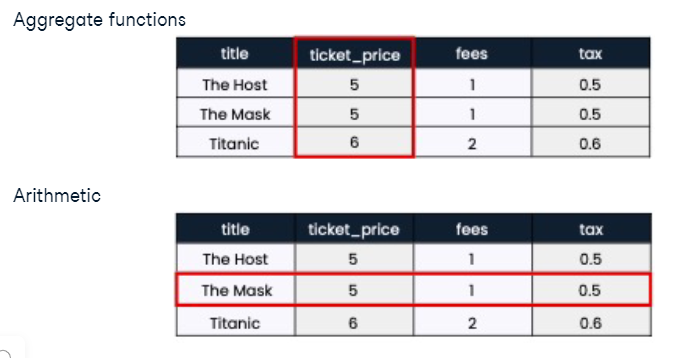 Aggregate functions
title ticket_price fees tax
The Host 5 1 0.5
The Mask 5 1 0.5
Titanic 6 2 0.6
Arithmetic
title ticket_price fees tax
The Host 5 1 0.5
The Mask 5 1 0.5
Titanic 6 2 0.6